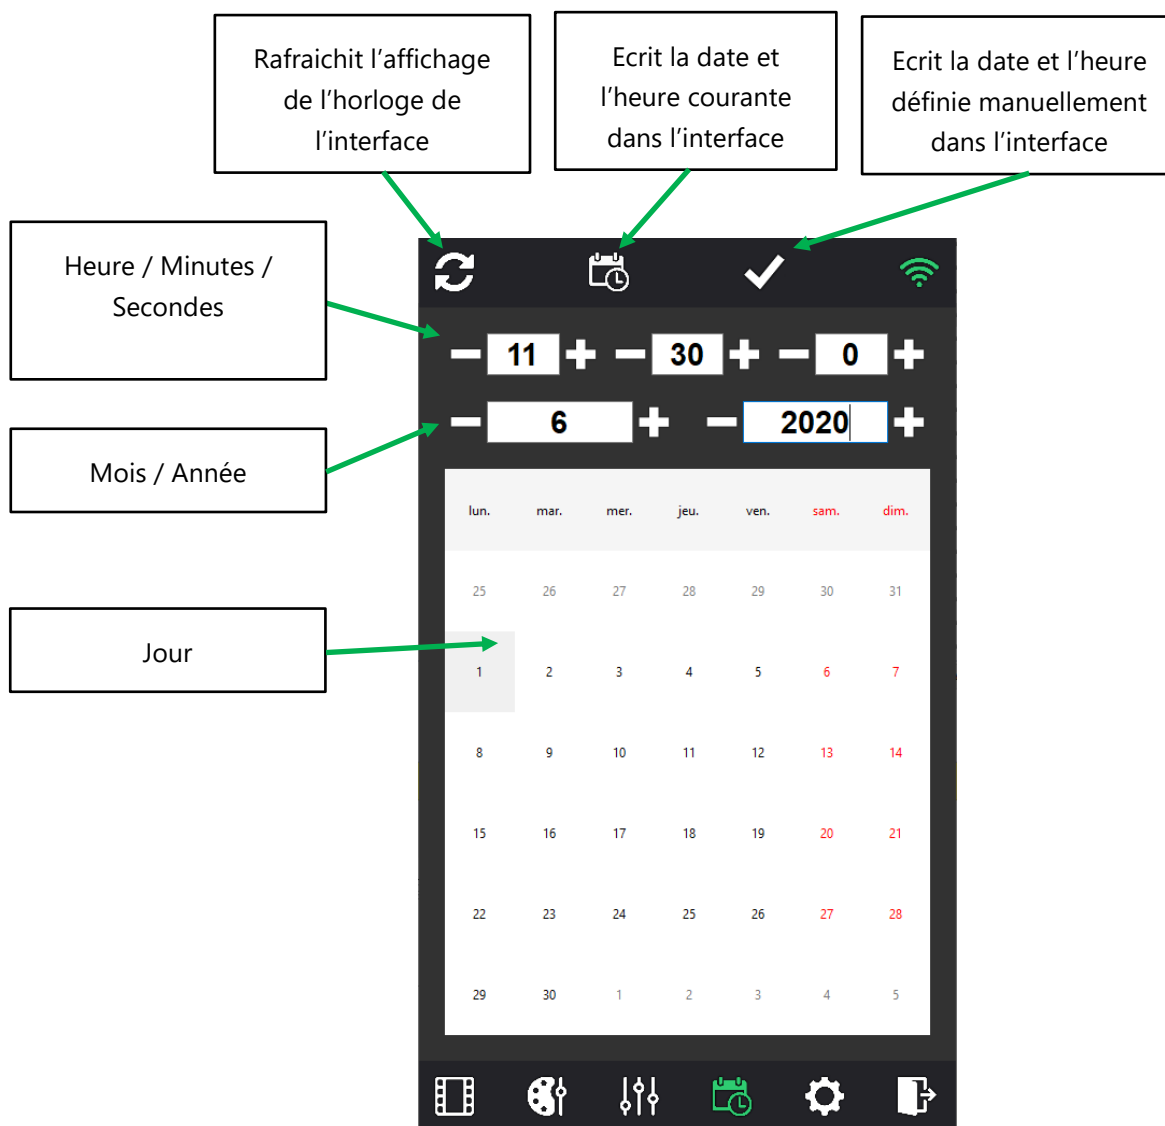 Rafraichit l’affichage
de l’horloge de
l’interface
Ecrit la date et
l’heure courante
dans l’interface
Ecrit la date et l’heure
définie manuellement
dans l’interface
Heure / Minutes /
Secondes
Mois / Année
Jour
11 30 0
6 2020
lun. mar. mer. jeu. ven. sam. dim.
25 26 27 28 29 30 31
1 2 3 4 5 6 7
8 9 10 11 12 13 14
15 16 17 18 19 20 21
22 23 24 25 26 27 28
29 30 1 2 3 4 5